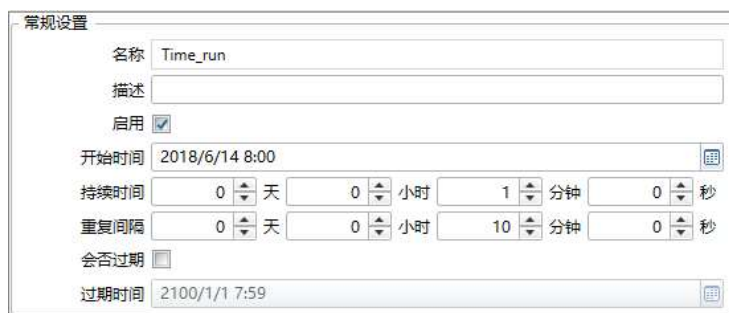 常规设置
名称 Time_run
描述
启用
开始时间 2018/6/14 8:00
持续时间 0 天 0 小时 1 分钟 0 秒
重复间隔 0 天 0 小时 10 分钟 0 秒
会否过期
过期时间 2100/1/1 7:59